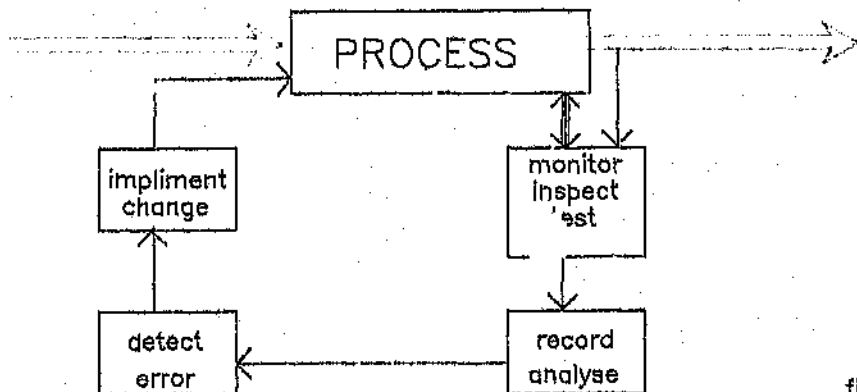 PROCESS
impliment
change
monitor
inspect
detect
error
record
analyse